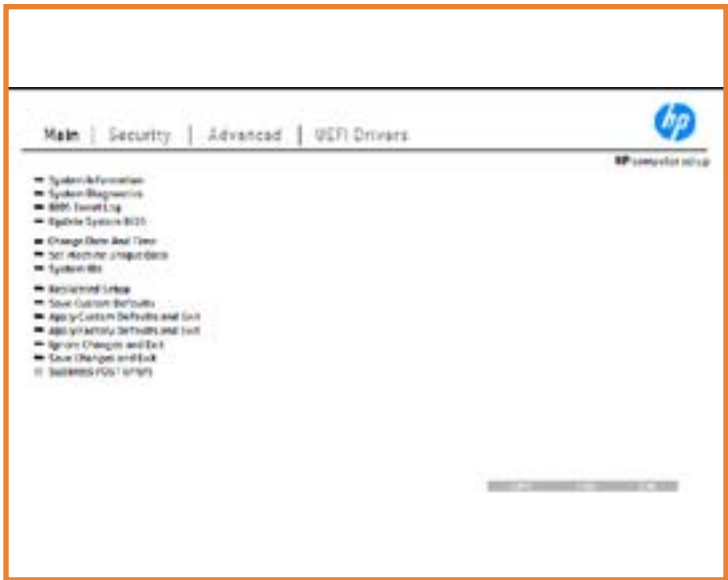 hp
Main | Security | Advanced | UEFI Drivers
HP computer setup
System Information
System Diagnostics
BIOS Event Log
Update System BIOS
Change Date And Time
Set Machine Unique Data
System IDs
Replicated Setup
Save Custom Defaults
Apply Custom Defaults and Exit
Apply Factory Defaults and Exit
Ignore Changes and Exit
Save Changes and Exit
Suppress POST Errors